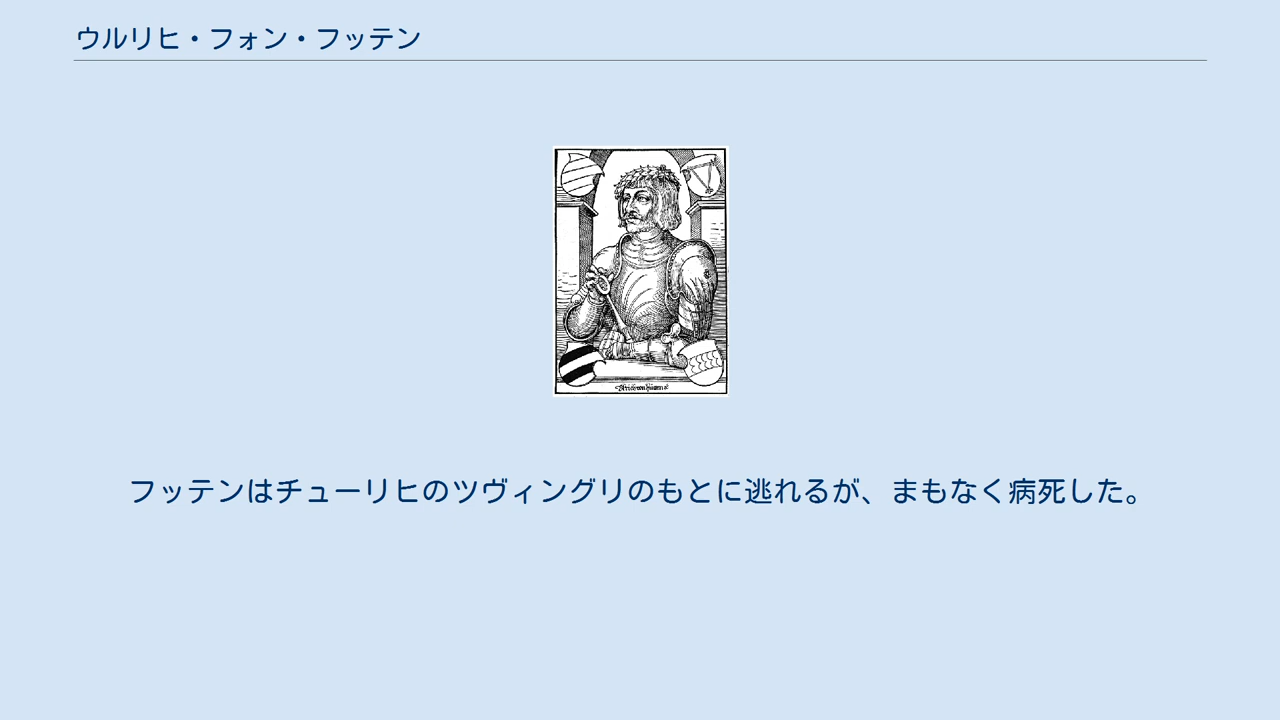 ウルリヒ・フォン・フッテン
フッテンはチューリヒのツヴィングリのもとに逃れるが、まもなく病死した。